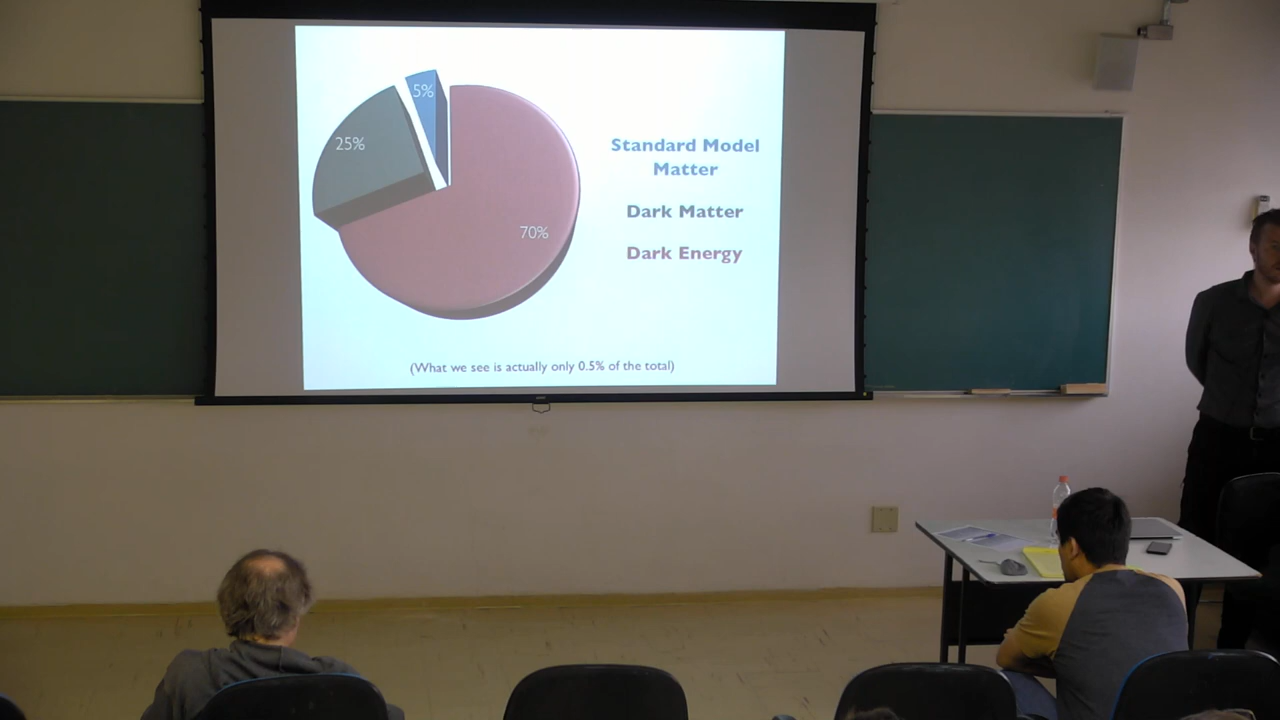 5%
25%
70%
Standard Model
Matter
Dark Matter
Dark Energy
(What we see is actually only 0.5% of the total)